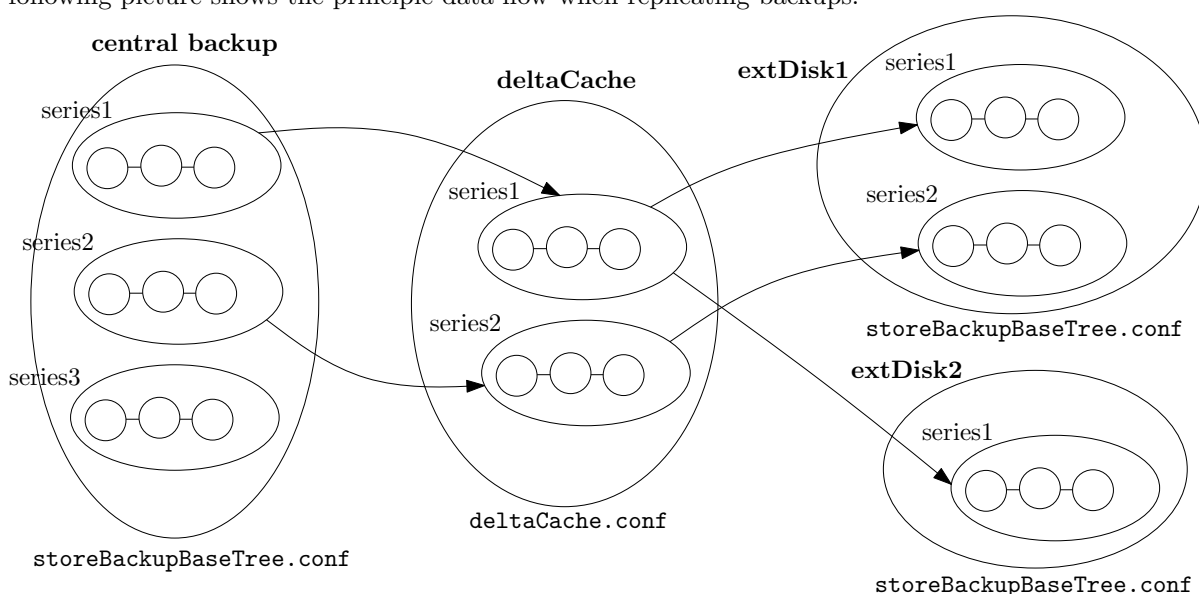 following picture shows the principle data flow when replicating backups.
central backup
series1
series2
series3
storeBackupBaseTree.conf
deltaCache
series1
series2
deltaCache.conf
extDisk1
series1
series2
storeBackupBaseTree.conf
extDisk2
series1
storeBackupBaseTree.conf